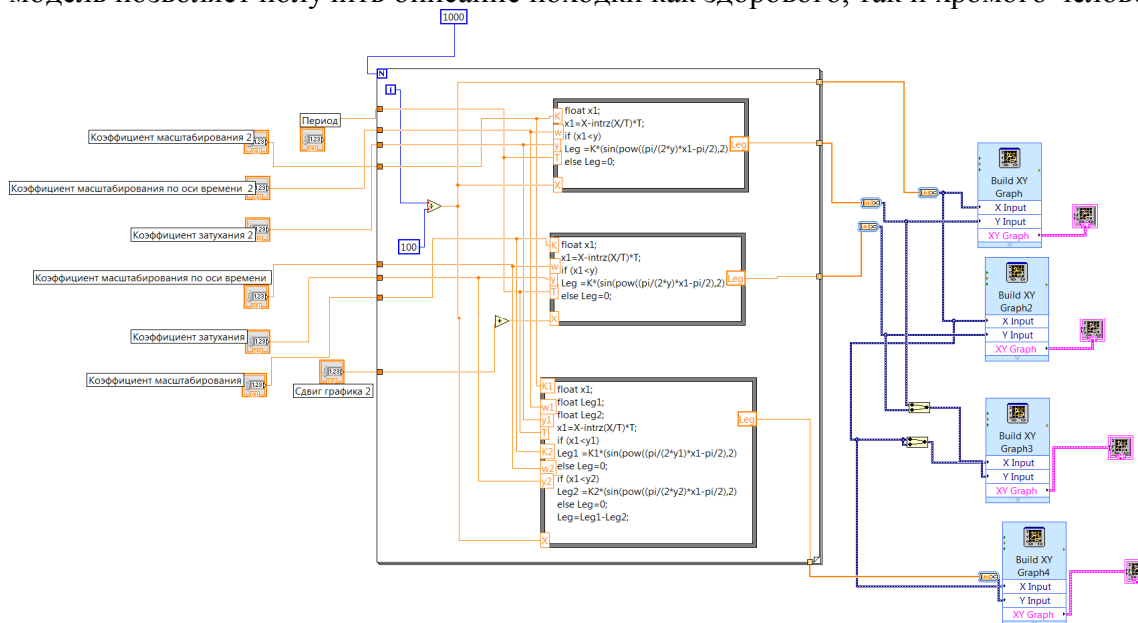 модель позволяет получить описание походки как здорового, так и хромого
1000
N
i
Период
Коэффициент масштабирования 2
Коэффициент масштабирования по оси времени 2
Коэффициент затухания 2
100
Коэффициент масштабирования по оси времени
Коэффициент затухания
Коэффициент масштабирования
Сдвиг графика 2
K
w
y
T
X
float x1;
x1=X-intrz(X/T)*T;
if (x1<y)
Leg =K*(sin(pow((pi/(2*y)*x1-pi/2),2)
else Leg=0;
Leg
K
w
y
T
X
float x1;
x1=X-intrz(X/T)*T;
if (x1<y)
Leg =K*(sin(pow((pi/(2*y)*x1-pi/2),2)
else Leg=0;
Leg
K1
w1
y1
T
K2
w2
y2
X
float x1;
float Leg1;
float Leg2;
x1=X-intrz(X/T)*T;
if (x1<y1)
Leg1 =K1*(sin(pow((pi/(2*y1)*x1-pi/2),2)
else Leg=0;
if (x1<y2)
Leg2 =K2*(sin(pow((pi/(2*y2)*x1-pi/2),2)
else Leg=0;
Leg=Leg1-Leg2;
Leg
Build XY
Graph
X Input
Y Input
XY Graph
Build XY
Graph2
X Input
Y Input
XY Graph
Build XY
Graph3
X Input
Y Input
XY Graph
Build XY
Graph4
X Input
Y Input
XY Graph